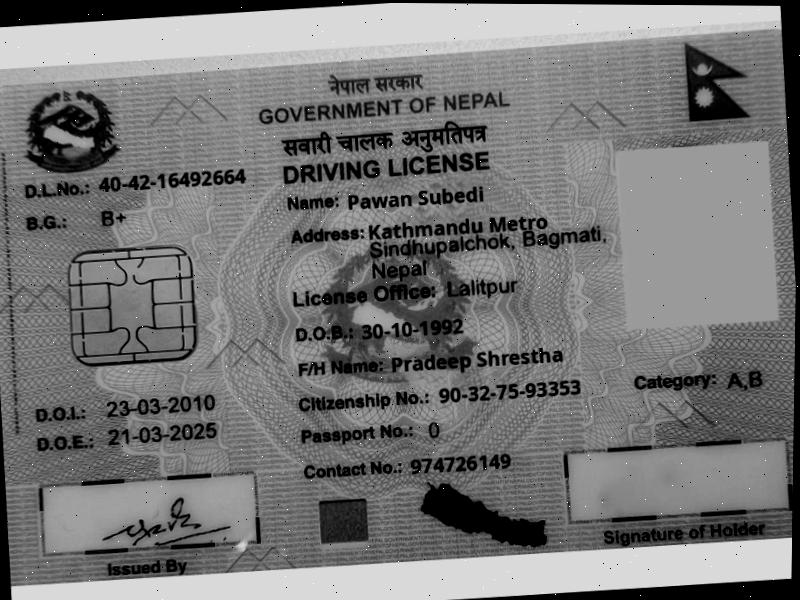 नेपाल सरकार
GOVERNMENT OF NEPAL
सवारी चालक अनुमतिपत्र
DRIVING LICENSE
D.L.No.: 40-42-16492664
B.G.: B+
Name: Pawan Subedi
Address: Kathmandu Metro
Sindhupalchok, Bagmati,
Nepal
License Office: Lalitpur
D.O.B.: 30-10-1992
F/H Name: Pradeep Shrestha
Citizenship No.: 90-32-75-93353
Category: A,B
D.O.I.: 23-03-2010
D.O.E.: 21-03-2025
Passport No.: 0
Contact No.: 974726149
Issued By
Signature of Holder